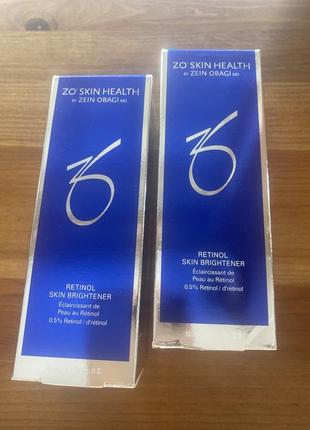 ZO® SKIN HEALTH
BY ZEIN OBAGI MD
RETINOL
SKIN BRIGHTENER
Éclaircissant de
Peau au Rétinol
0.5% Retinol / d'rétinol
ZO® SKIN HEALTH
BY ZEIN OBAGI MD
RETINOL
SKIN BRIGHTENER
Éclaircissant de
Peau au Rétinol
0.5% Retinol / d'rétinol